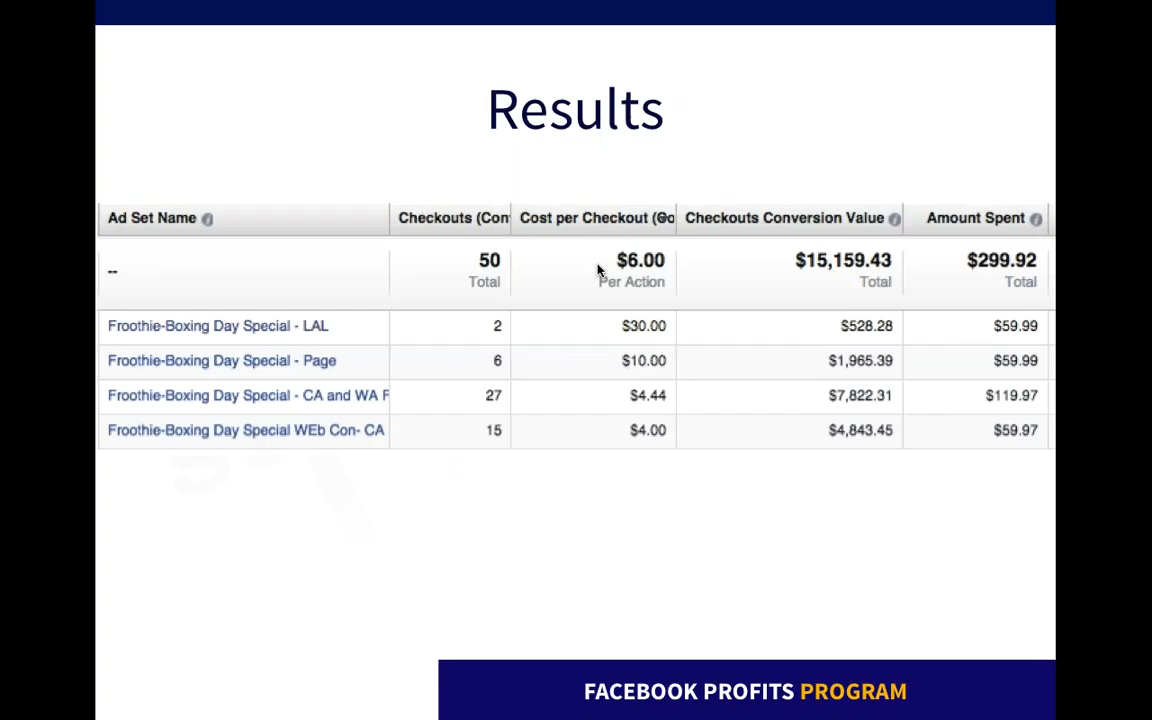 Results
Ad Set Name Checkouts (Con Cost per Checkout (Co Checkouts Conversion Value Amount Spent
-- 50 $6.00 $15,159.43 $299.92
Total Per Action Total Total
Froothie-Boxing Day Special - LAL 2 $30.00 $528.28 $59.99
Froothie-Boxing Day Special - Page 6 $10.00 $1,965.39 $59.99
Froothie-Boxing Day Special - CA and WA F 27 $4.44 $7,822.31 $119.97
Froothie-Boxing Day Special WEb Con- CA 15 $4.00 $4,843.45 $59.97
FACEBOOK PROFITS PROGRAM